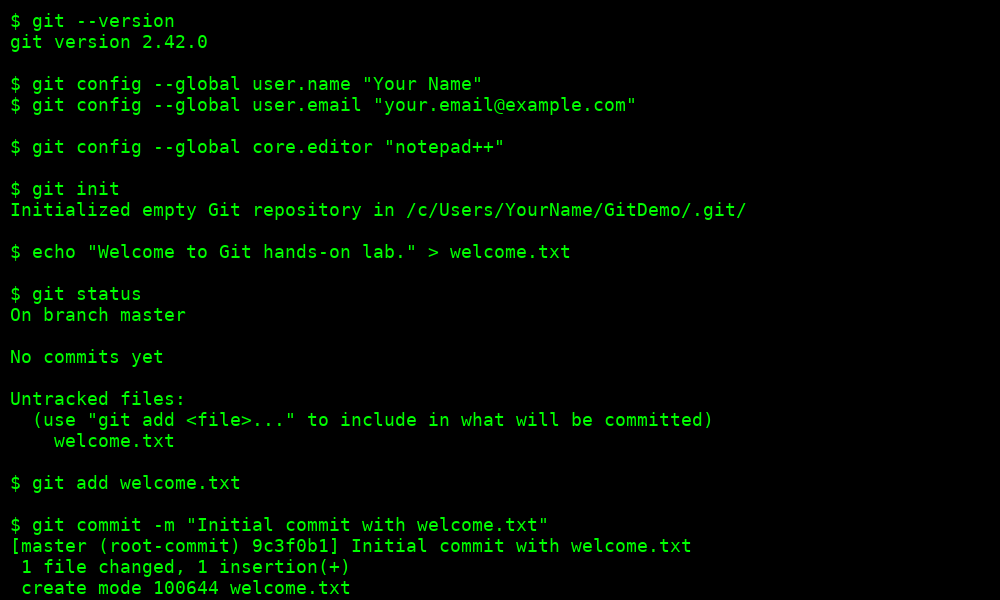 $ git --version
git version 2.42.0
$ git config --global user.name "Your Name"
$ git config --global user.email "your.email@example.com"
$ git config --global core.editor "notepad++"
$ git init
Initialized empty Git repository in /c/Users/YourName/GitDemo/.git/
$ echo "Welcome to Git hands-on lab." > welcome.txt
$ git status
On branch master
No commits yet
Untracked files:
  (use "git add <file>..." to include in what will be committed)
    welcome.txt
$ git add welcome.txt
$ git commit -m "Initial commit with welcome.txt"
[master (root-commit) 9c3f0b1] Initial commit with welcome.txt
 1 file changed, 1 insertion(+)
 create mode 100644 welcome.txt